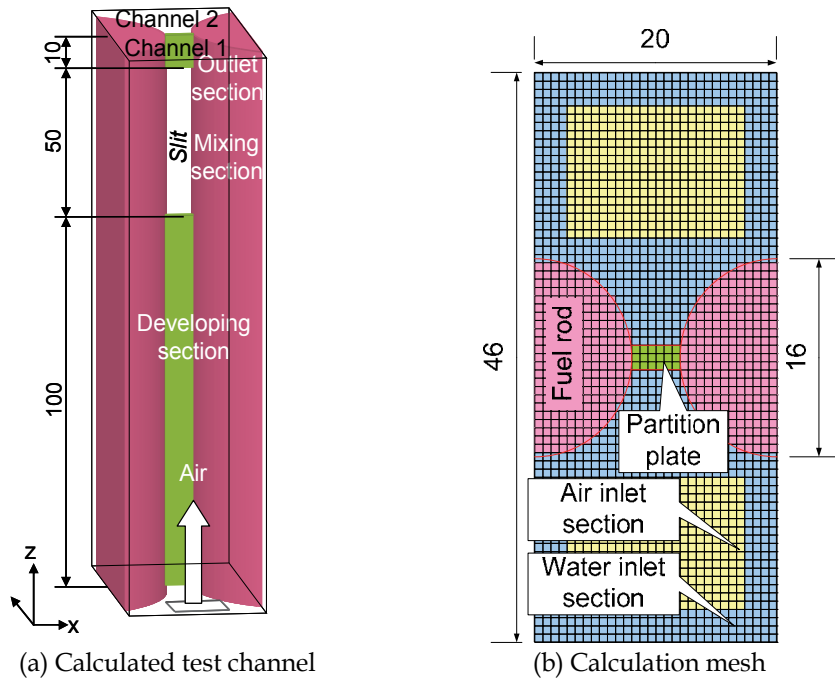 Channel 2
Channel 1
10
Outlet
section
50
Slit
Mixing
section
Developing
section
100
Air
z
x
(a) Calculated test channel
20
Fuel rod
46
16
Partition
plate
Air inlet
section
Water inlet
section
(b) Calculation mesh